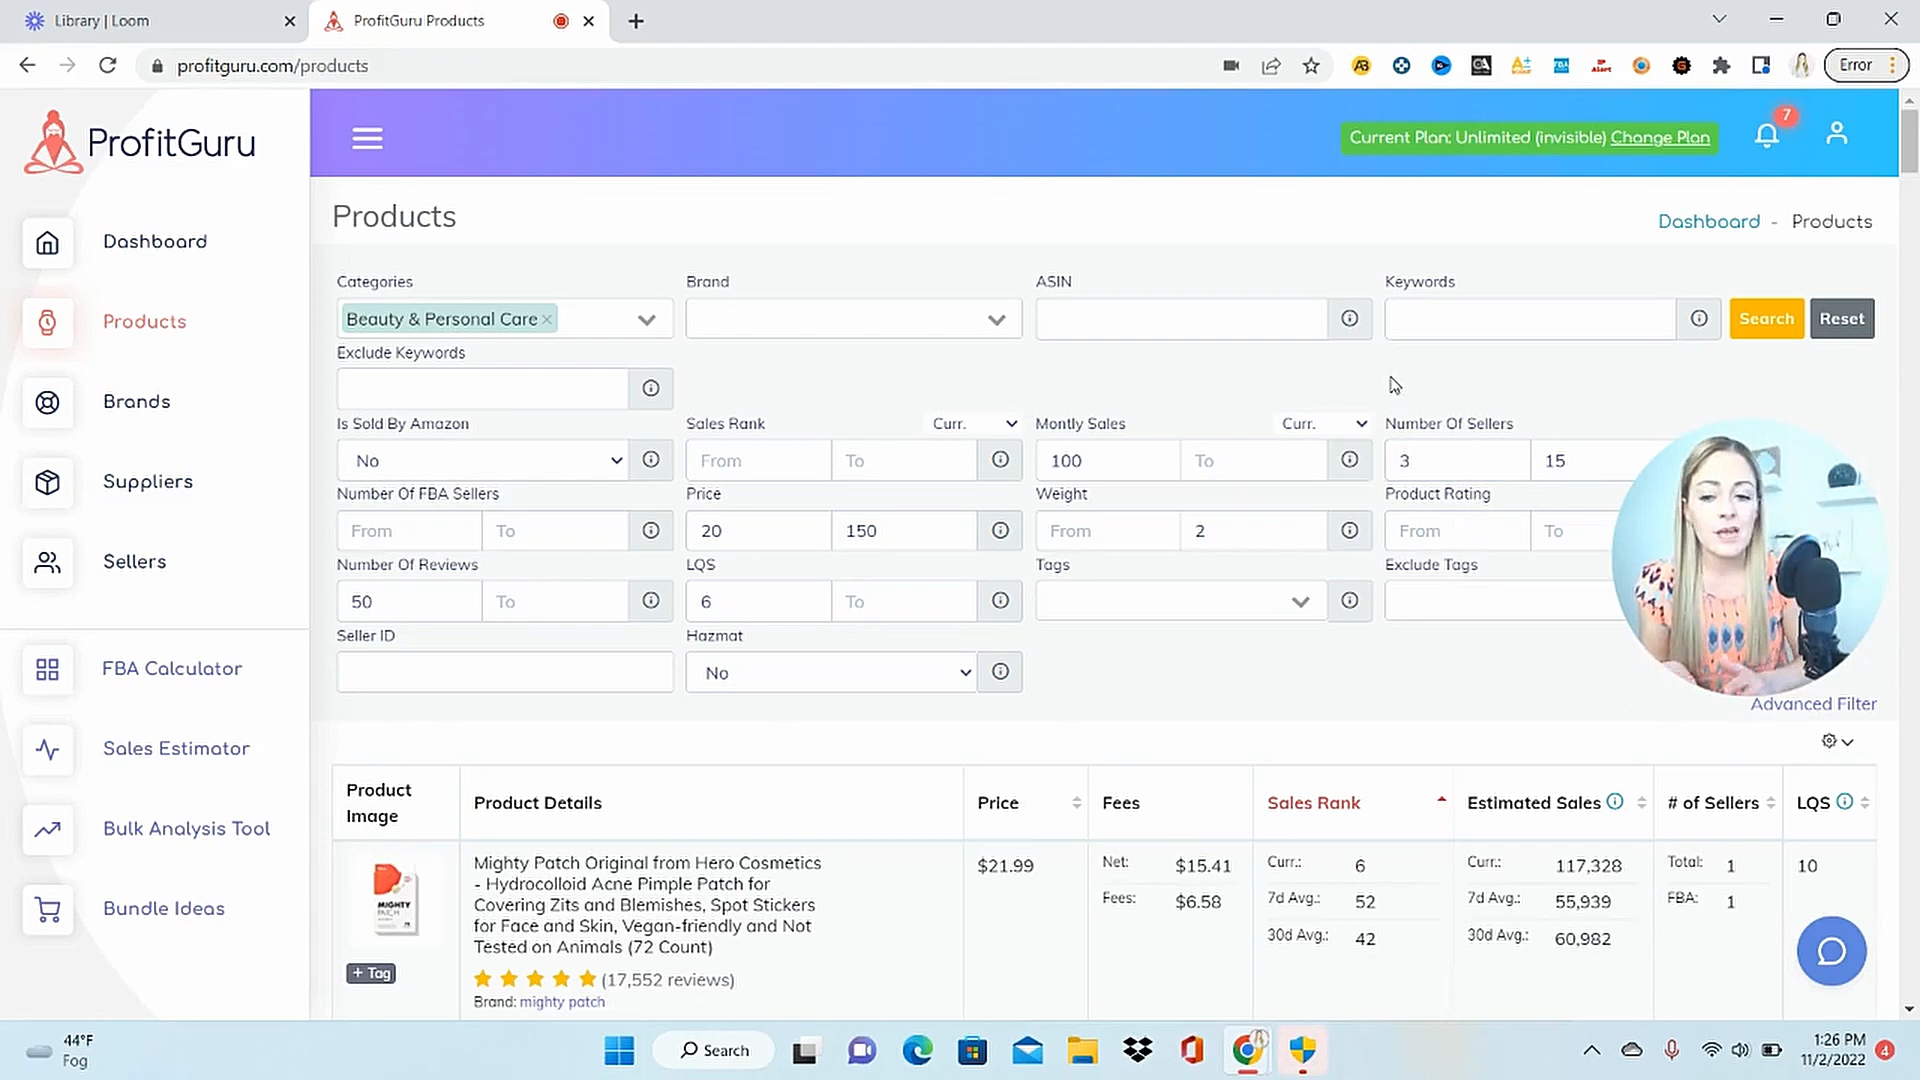 Library | Loom
ProfitGuru Products
profitguru.com/products
Error
ProfitGuru
Current Plan: Unlimited (invisible) Change Plan
7
Dashboard
Products
Brands
Suppliers
Sellers
FBA Calculator
Sales Estimator
Bulk Analysis Tool
Bundle Ideas
Products
Dashboard - Products
Categories Brand ASIN Keywords
Beauty & Personal Care × Search Reset
Exclude Keywords
Is Sold By Amazon Sales Rank Curr. Montly Sales Curr. Number Of Sellers
No From To 100 To 3 15
Number Of FBA Sellers Price Weight Product Rating
From To 20 150 From 2 From To
Number Of Reviews LQS Tags Exclude Tags
50 To 6 To
Seller ID Hazmat
No
Advanced Filter
Product Image Product Details Price Fees Sales Rank Estimated Sales # of Sellers LQS
Mighty Patch Original from Hero Cosmetics
- Hydrocolloid Acne Pimple Patch for
Covering Zits and Blemishes, Spot Stickers
for Face and Skin, Vegan-friendly and Not
Tested on Animals (72 Count)
(17,552 reviews)
Brand: mighty patch
MIGHTY
PATCH
+ Tag
$21.99
Net: $15.41
Fees: $6.58
Curr.: 6
7d Avg.: 52
30d Avg.: 42
Curr.: 117,328
7d Avg.: 55,939
30d Avg.: 60,982
Total: 1
FBA: 1
10
44°F
Fog
Search
1:26 PM
11/2/2022
4